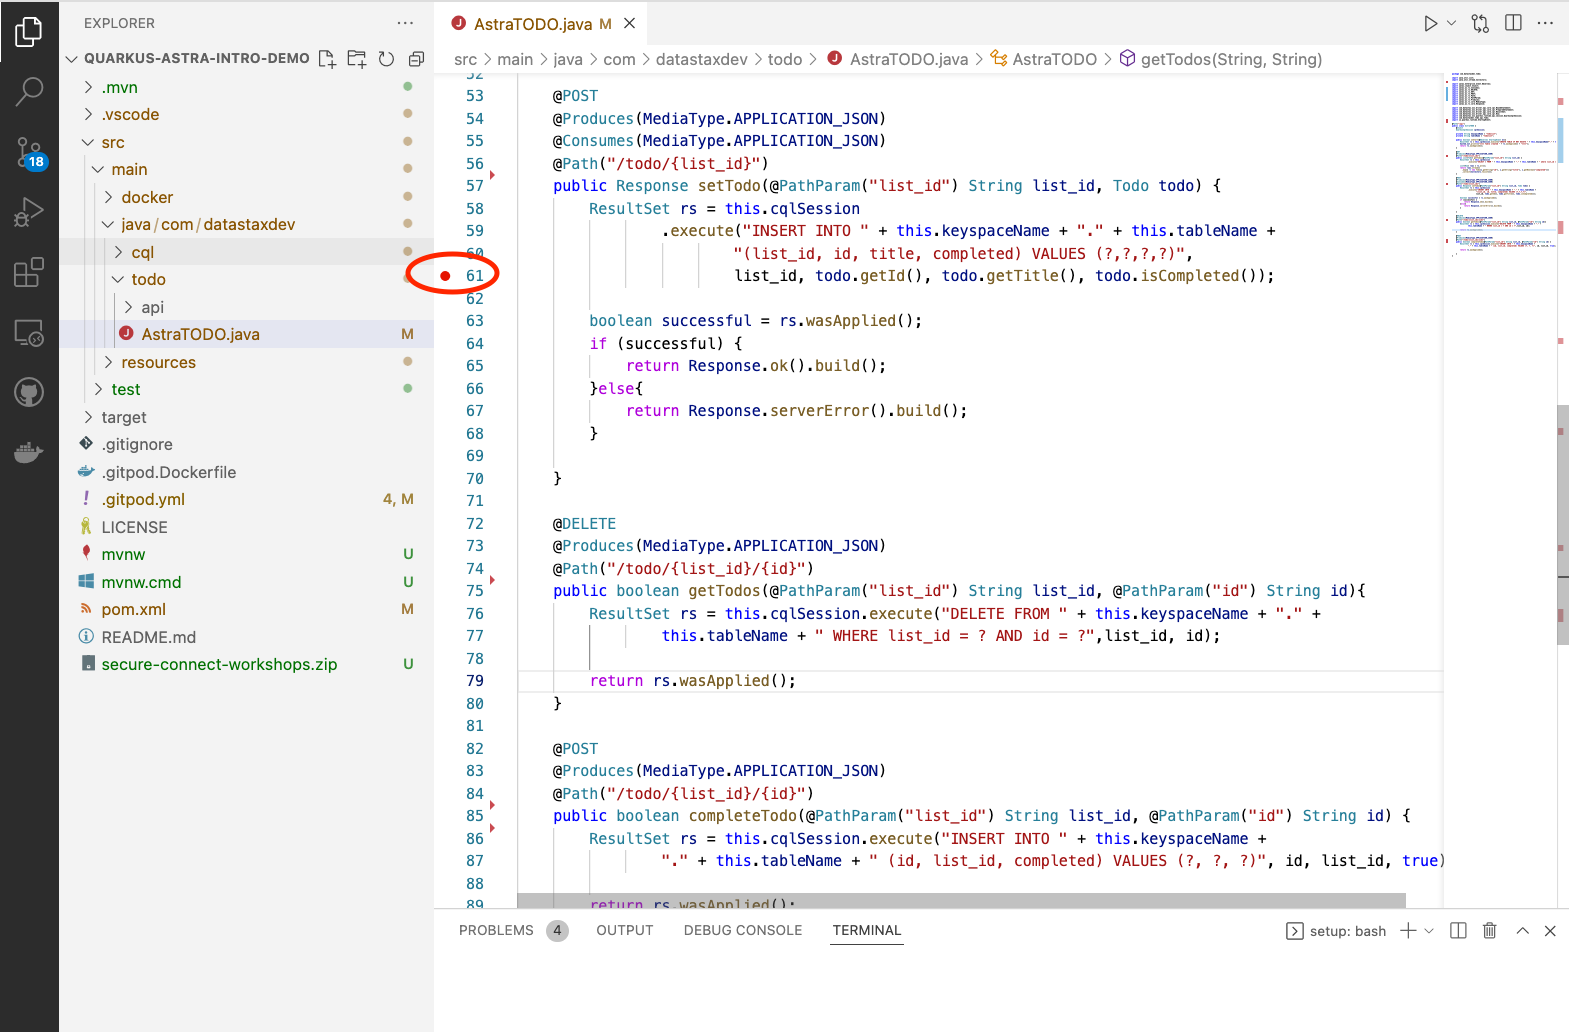 EXPLORER
QUARKUS-ASTRA-INTRO-DEMO
.mvn
.vscode
src
main
docker
java / com / datastaxdev
cql
todo
api
AstraTODO.java M
resources
test
target
.gitignore
.gitpod.Dockerfile
.gitpod.yml 4, M
LICENSE
mvnw U
mvnw.cmd U
pom.xml M
README.md
secure-connect-workshops.zip U
18
AstraTODO.java M
src > main > java > com > datastaxdev > todo > AstraTODO.java > AstraTODO > getTodos(String, String)
52
53 @POST
54 @Produces(MediaType.APPLICATION_JSON)
55 @Consumes(MediaType.APPLICATION_JSON)
56 @Path("/todo/{list_id}")
57 public Response setTodo(@PathParam("list_id") String list_id, Todo todo) {
58 ResultSet rs = this.cqlSession
59 .execute("INSERT INTO " + this.keyspaceName + "." + this.tableName +
60 "(list_id, id, title, completed) VALUES (?,?,?,?)",
61 list_id, todo.getId(), todo.getTitle(), todo.isCompleted());
62
63 boolean successful = rs.wasApplied();
64 if (successful) {
65 return Response.ok().build();
66 }else{
67 return Response.serverError().build();
68 }
69
70 }
71
72 @DELETE
73 @Produces(MediaType.APPLICATION_JSON)
74 @Path("/todo/{list_id}/{id}")
75 public boolean getTodos(@PathParam("list_id") String list_id, @PathParam("id") String id){
76 ResultSet rs = this.cqlSession.execute("DELETE FROM " + this.keyspaceName + "." +
77 this.tableName + " WHERE list_id = ? AND id = ?",list_id, id);
78
79 return rs.wasApplied();
80 }
81
82 @POST
83 @Produces(MediaType.APPLICATION_JSON)
84 @Path("/todo/{list_id}/{id}")
85 public boolean completeTodo(@PathParam("list_id") String list_id, @PathParam("id") String id) {
86 ResultSet rs = this.cqlSession.execute("INSERT INTO " + this.keyspaceName +
87 "." + this.tableName + " (id, list_id, completed) VALUES (?, ?, ?)", id, list_id, true)
88
89 return rs.wasApplied();
PROBLEMS 4 OUTPUT DEBUG CONSOLE TERMINAL setup: bash